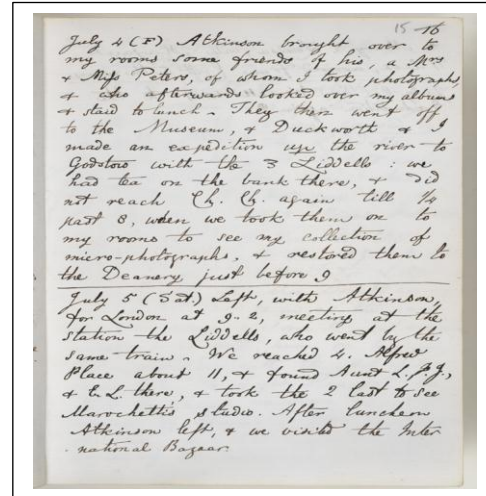 15 16
July 4 (F) Atkinson brought over to
my rooms some friends of his, a Mrs
& Miss Peters, of whom I took photographs,
& who afterwards looked over my album
& staid to lunch. They then went off
to the Museum, & Duckworth & I
made an expedition up the river to
Godstow with the 3 Liddells: we
had tea on the bank there, & did
not reach Ch. Ch. again till 1/4
past 8, when we took them on to
my rooms to see my collection of
micro-photographs, & restored them to
the Deanery just before 9
July 5 (Sat.) Left, with Atkinson,
for London at 9.2, meeting at the
station the Liddells, who went by the
same train. We reached 4. Alfred
Place about 11, & found Aunt L, P.J,
& E.L. there, & took the 2 last to see
Marochetti's studio. After luncheon
Atkinson left, & we visited the Inter
-national Bazaar.